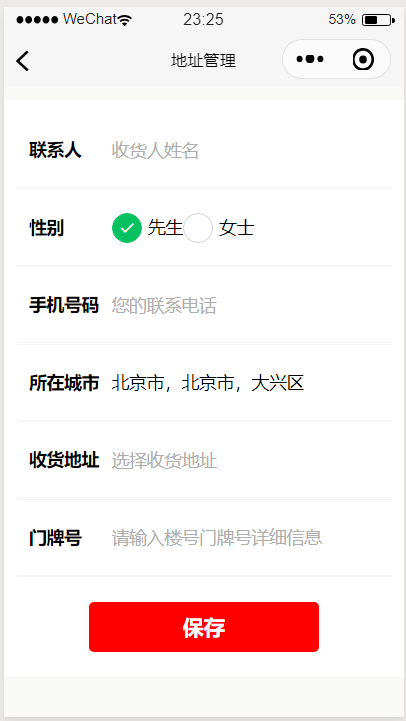 WeChat 23:25 53%
地址管理
联系人 收货人姓名
性别 先生 女士
手机号码 您的联系电话
所在城市 北京市，北京市，大兴区
收货地址 选择收货地址
门牌号 请输入楼号门牌号详细信息
保存